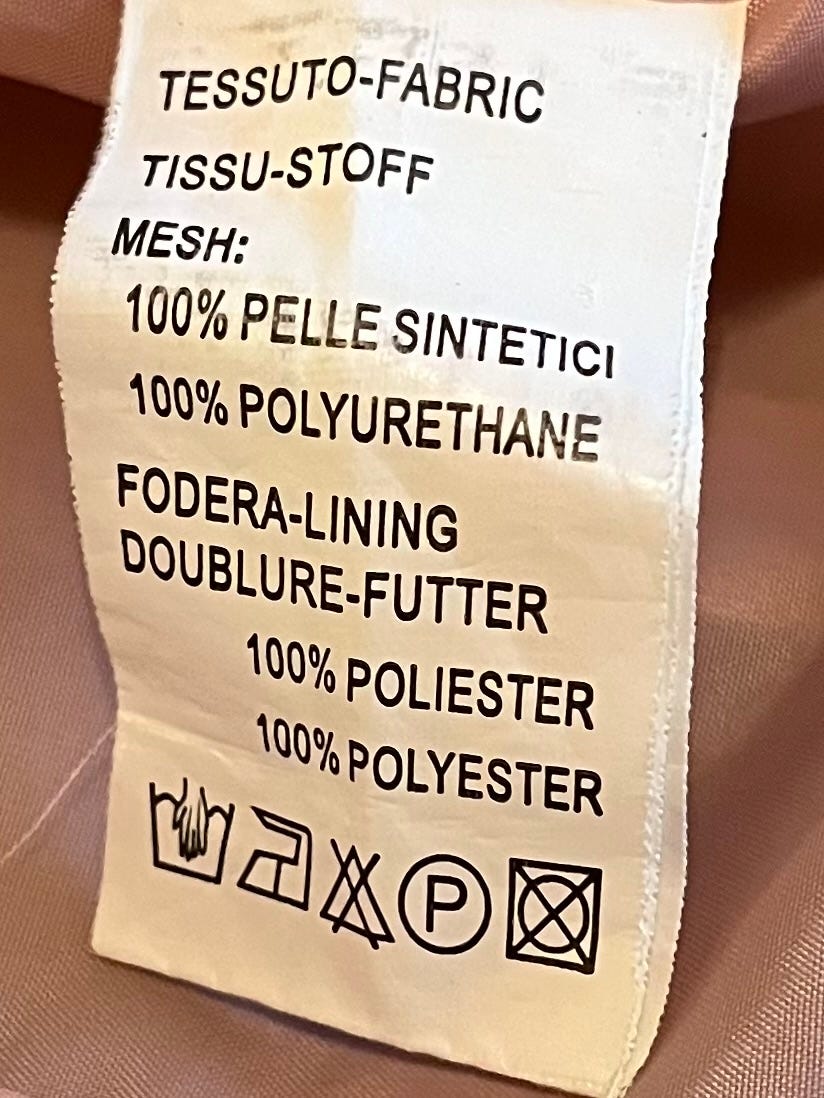 TESSUTO-FABRIC
TISSU-STOFF
MESH:
100% PELLE SINTETICI
100% POLYURETHANE
FODERA-LINING
DOUBLURE-FUTTER
100% POLIESTER
100% POLYESTER
P